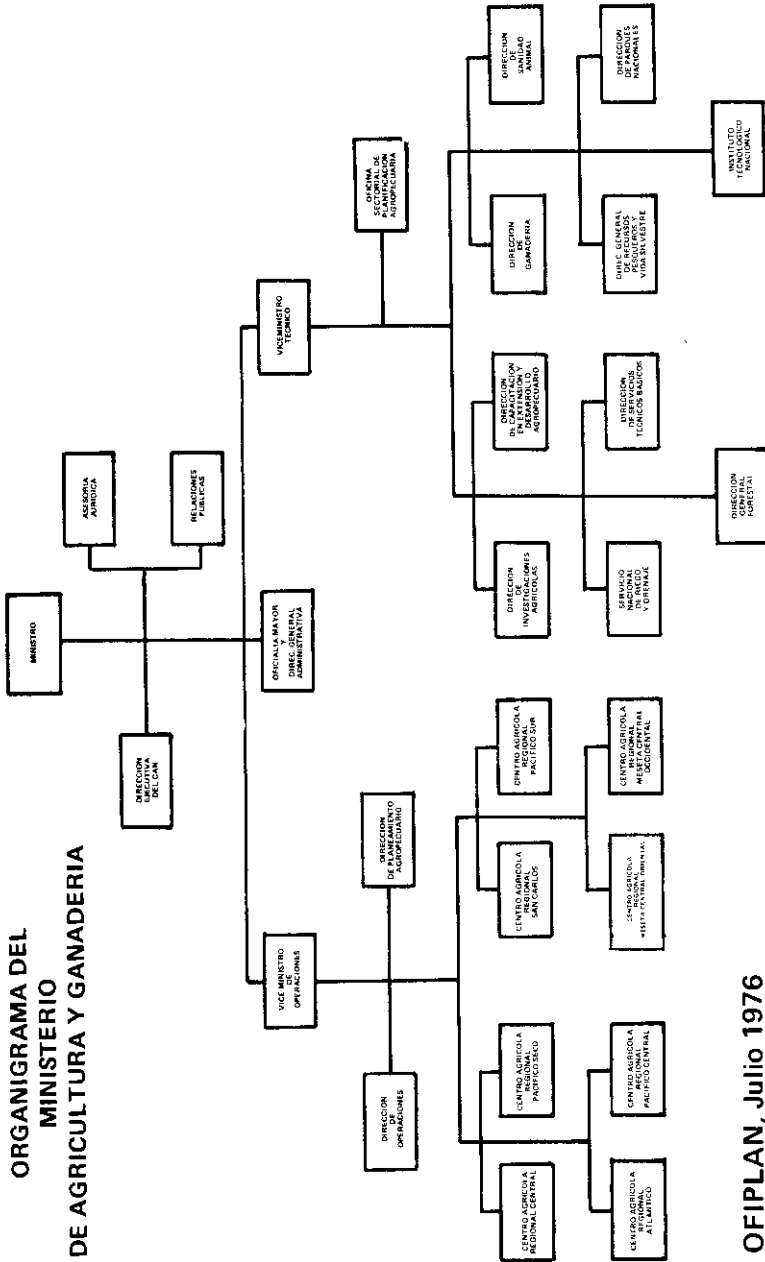 ORGANIGRAMA DEL
MINISTERIO
DE AGRICULTURA Y GANADERIA
MINISTRO
DIRECCION
EJECUTIVA
DEL CAN
ASESORIA
JURIDICA
RELACIONES
PUBLICAS
OFICIALIA MAYOR
Y
DIREC. GENERAL
ADMINISTRATIVA
VICE MINISTRO
DE
OPERACIONES
VICEMINISTRO
TECNICO
DIRECCION
DE
OPERACIONES
DIRECCION
DE PLANEAMIENTO
AGROPECUARIO
OFICINA
SECTORIAL DE
PLANIFICACION
AGROPECUARIA
CENTRO AGRICOLA
REGIONAL CENTRAL
CENTRO AGRICOLA
REGIONAL
PACIFICO SECO
CENTRO AGRICOLA
REGIONAL
SAN CARLOS
CENTRO AGRICOLA
REGIONAL
PACIFICO SUR
DIRECCION
DE
INVESTIGACIONES
AGRICOLAS
DIRECCION
DE CAPACITACION
EN EXTENSION Y
DESARROLLO
AGROPECUARIO
DIRECCION
DE
GANADERIA
DIRECCION
DE
SANIDAD
ANIMAL
CENTRO AGRICOLA
REGIONAL
ATLANTICO
CENTRO AGRICOLA
REGIONAL
PACIFICO CENTRAL
CENTRO AGRICOLA
REGIONAL
MESETA CENTRAL ORIENTAL
CENTRO AGRICOLA
REGIONAL
MESETA CENTRAL
OCCIDENTAL
SERVICIO
NACIONAL
DE RIEGO
Y DRENAJE
DIRECCION
DE SERVICIOS
TECNICOS BASICOS
DIREC. GENERAL
DE RECURSOS
PESQUEROS Y
VIDA SILVESTRE
DIRECCION
DE PARQUES
NACIONALES
DIRECCION
GENERAL
FORESTAL
INSTITUTO
TECNOLOGICO
NACIONAL
OFIPLAN, Julio 1976